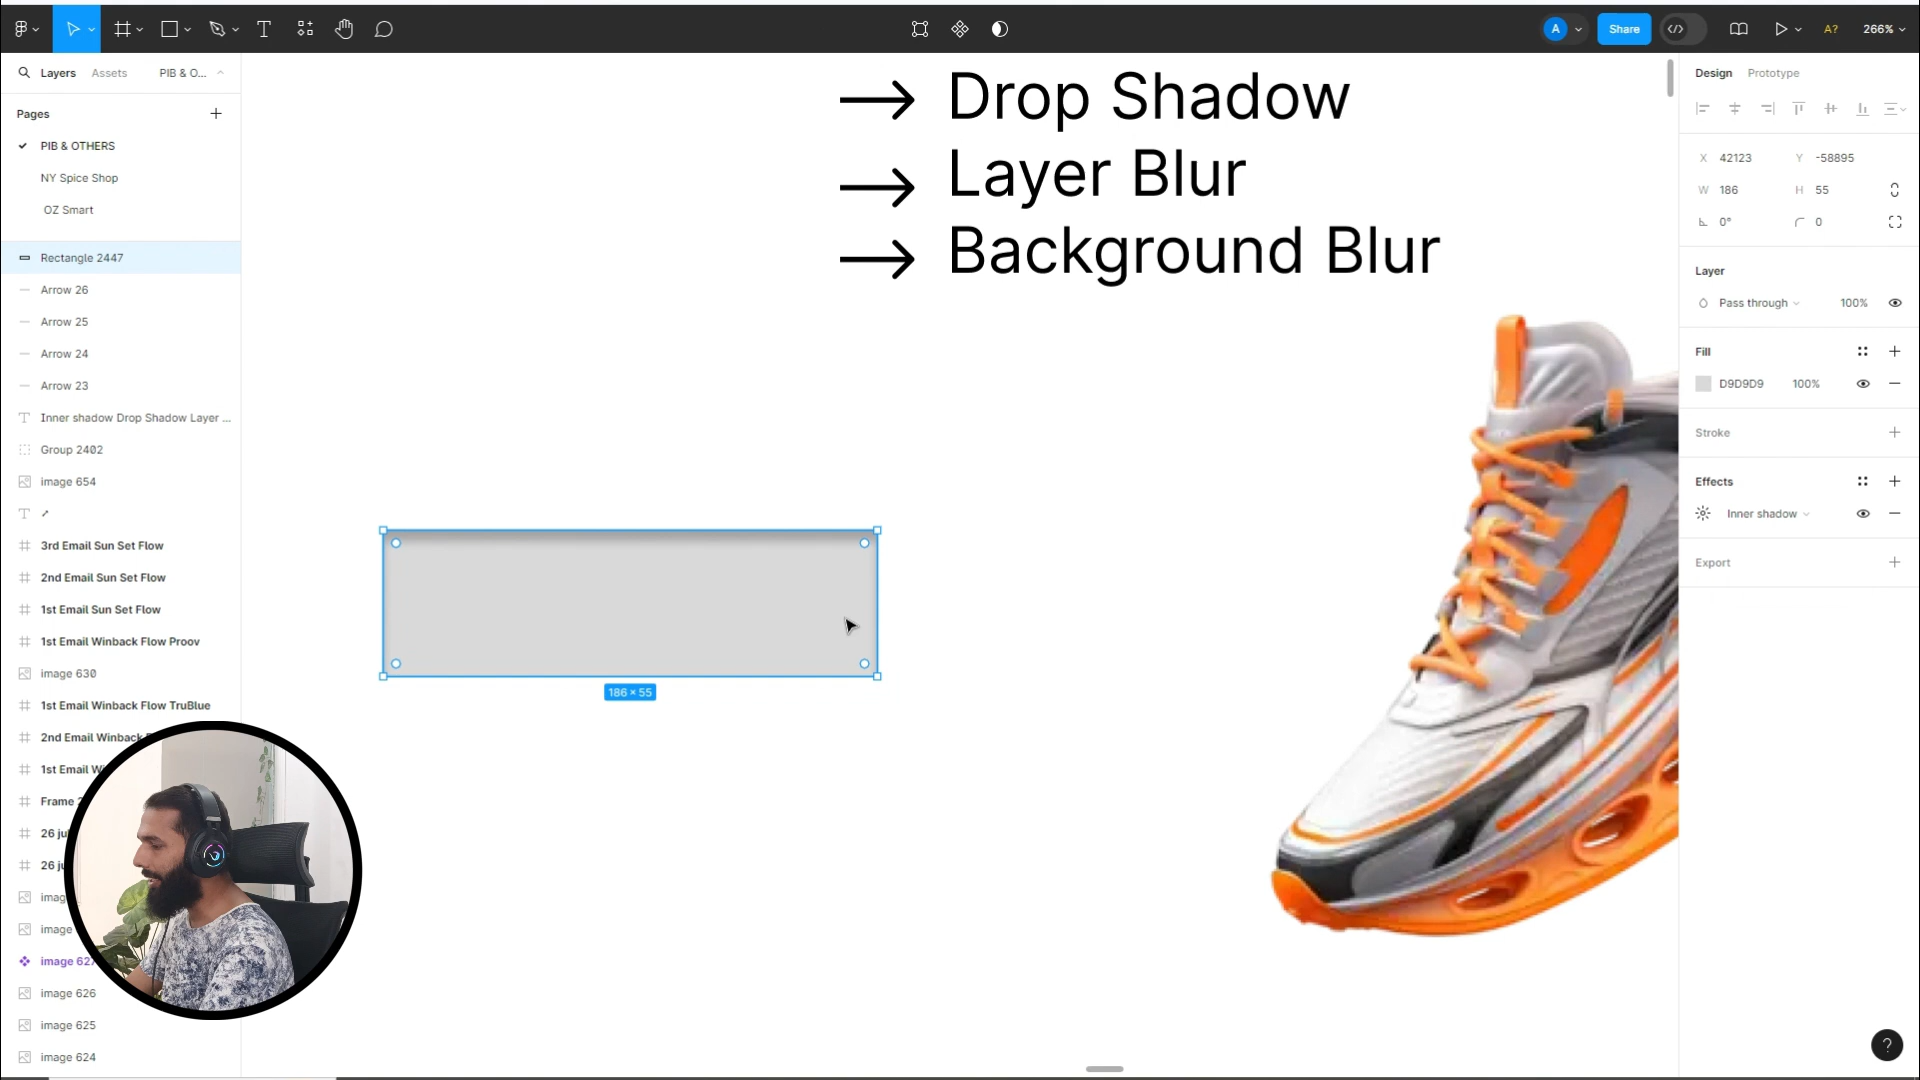 A
Share
A?
266%
Layers
Assets
PIB & O...
Design
Prototype
Pages
PIB & OTHERS
NY Spice Shop
OZ Smart
Rectangle 2447
Arrow 26
Arrow 25
Arrow 24
Arrow 23
Inner shadow Drop Shadow Layer ...
Group 2402
image 654
3rd Email Sun Set Flow
2nd Email Sun Set Flow
1st Email Sun Set Flow
1st Email Winback Flow Proov
image 630
1st Email Winback Flow TruBlue
2nd Email Winback
1st Email
Frame
26
26
image 627
image 626
image 625
image 624
Drop Shadow
Layer Blur
Background Blur
186 × 55
X 42123 Y -58895
W 186 H 55
0° 0
Layer
Pass through 100%
Fill
D9D9D9 100%
Stroke
Effects
Inner shadow
Export
?